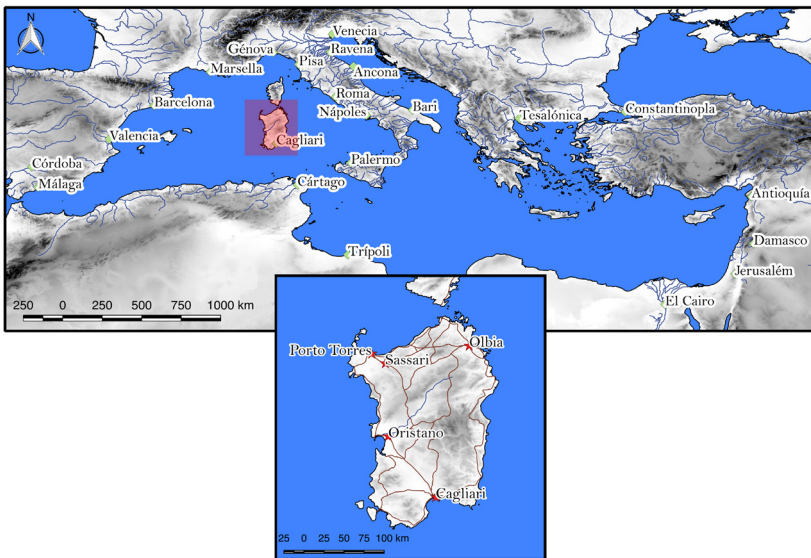 N
Venecia
Génova
Ravena
Marsella
Pisa
Ancona
Barcelona
Roma
Nápoles
Bari
Tesalónica
Constantinopla
Valencia
Cagliari
Córdoba
Palermo
Málaga
Cártago
Antioquía
Trípoli
Damasco
Jerusalém
El Cairo
250 0 250 500 750 1000 km
Porto Torres
Olbia
Sassari
Oristano
Cagliari
25 0 25 50 75 100 km